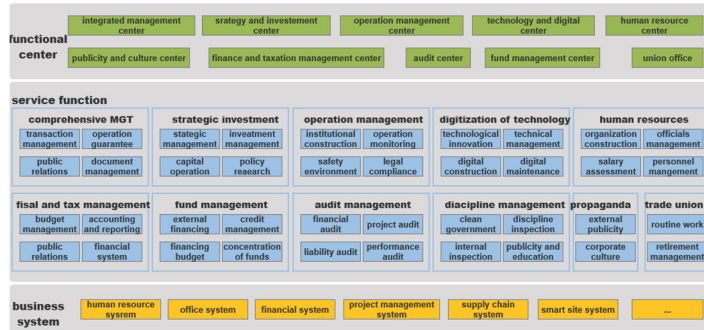 functional
center
integrated management
center
srategy and investement
center
operation management
center
technology and digital
center
human resource
center
publicity and culture center
finance and taxation management center
audit center
fund management center
union office
service function
comprehensive MGT
transaction
management
operation
guarantee
public
relations
document
management
strategic investment
stategic
management
inveatment
management
capital
operation
policy
reaearch
operation management
institutional
construction
operation
monitoring
safety
environment
legal
compliance
digitization of technology
technological
innovation
technical
management
digital
construction
digital
maintenance
human resources
organization
construction
officials
management
salary
assessment
personnel
mengement
fisal and tax management
budget
management
accounting
and reporting
public
relations
financial
system
fund management
external
financing
credit
management
financing
budget
concentration
of funds
audit management
financial
audit
project audit
liability audit
performance
audit
diacipline management
clean
government
discipline
inspection
internal
inspection
publicity and
education
propaganda
external
publicity
corporate
culture
trade union
routine work
retirement
management
business
system
human resource
sysrem
office system
financial system
project management
system
supply chain
system
smart site system
...